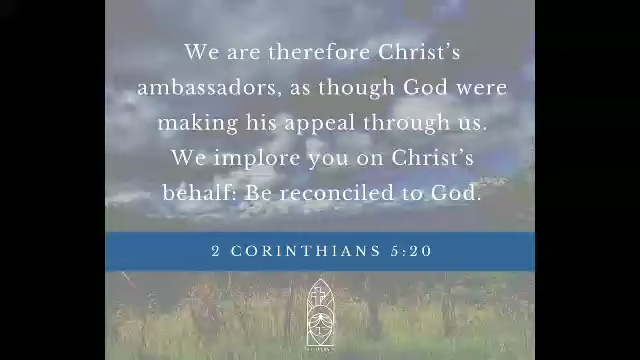 We are therefore Christ’s
ambassadors, as though God were
making his appeal through us.
We implore you on Christ’s
behalf: Be reconciled to God.
2 CORINTHIANS 5:20